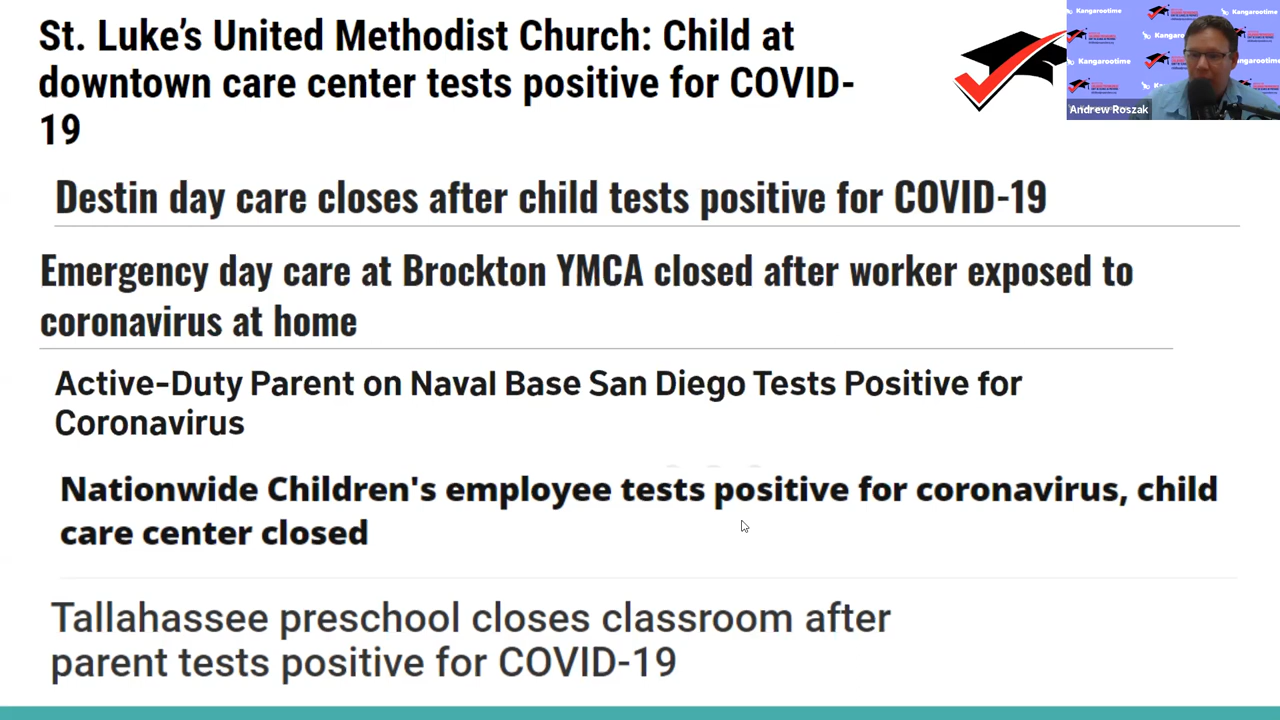 St. Luke’s United Methodist Church: Child at
downtown care center tests positive for COVID-
19
Kangarootime
Andrew Roszak
Destin day care closes after child tests positive for COVID-19
Emergency day care at Brockton YMCA closed after worker exposed to
coronavirus at home
Active-Duty Parent on Naval Base San Diego Tests Positive for
Coronavirus
Nationwide Children's employee tests positive for coronavirus, child
care center closed
Tallahassee preschool closes classroom after
parent tests positive for COVID-19